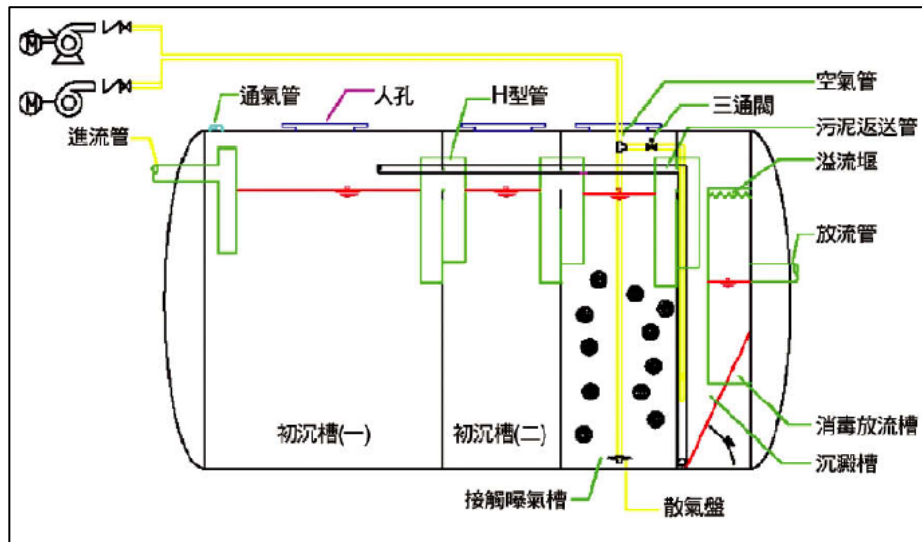 M
M
通氣管
人孔
H型管
空氣管
三通閥
進流管
污泥返送管
溢流堰
放流管
初沉槽(一)
初沉槽(二)
消毒放流槽
沉澱槽
接觸曝氣槽
散氣盤